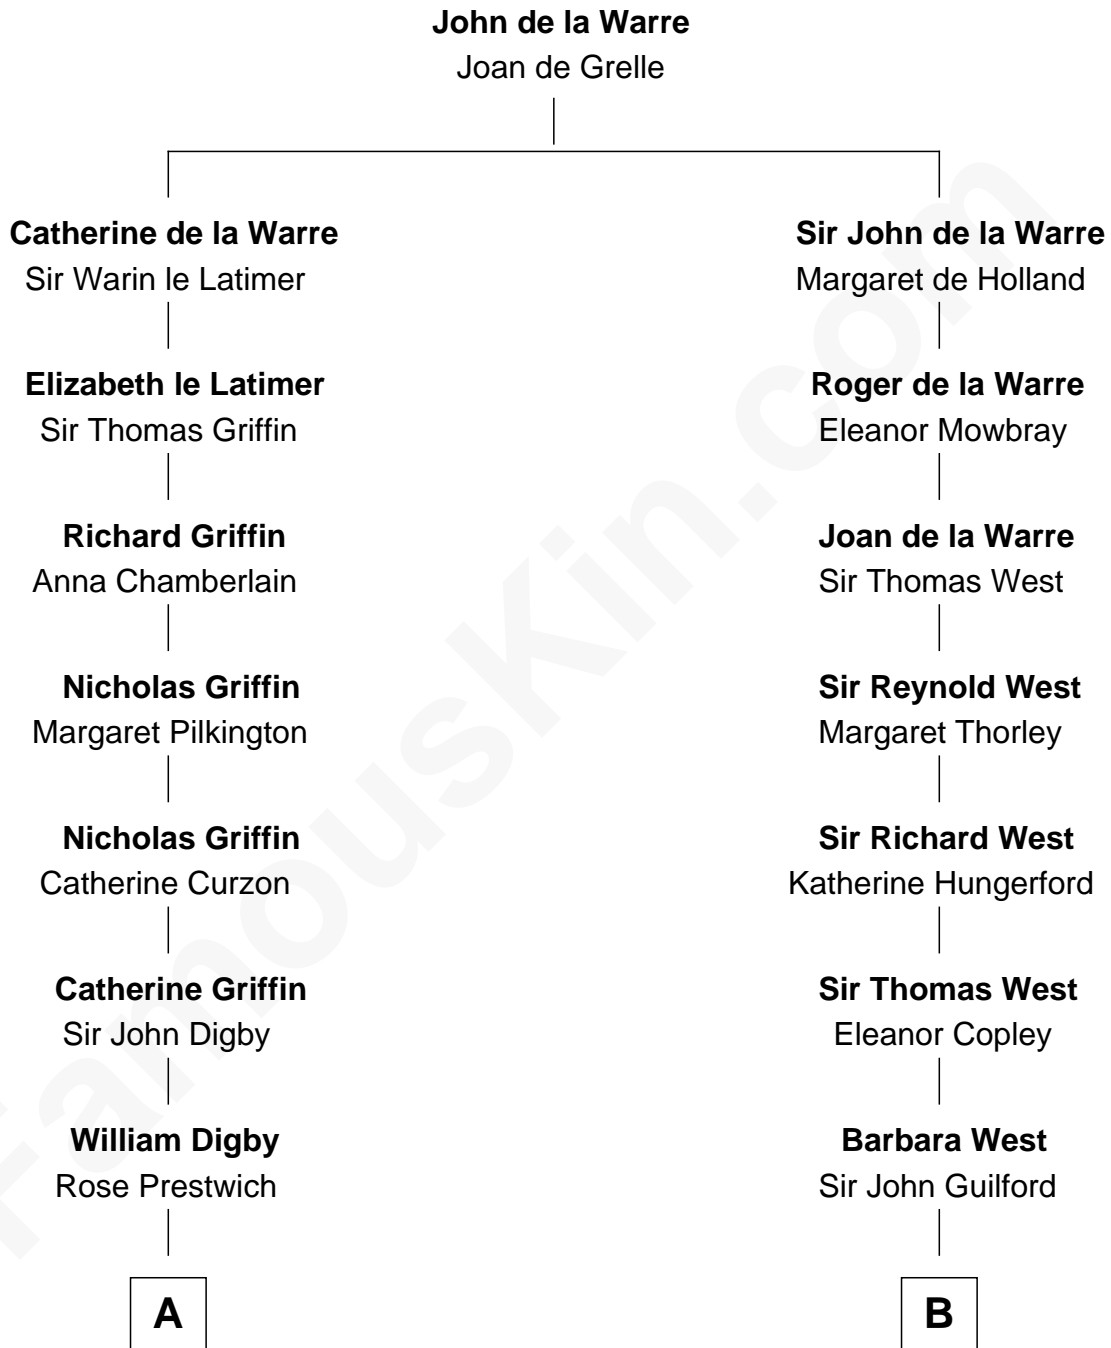 John de la Warre
Joan de Grelle
Catherine de la Warre
Sir Warin le Latimer
Sir John de la Warre
Margaret de Holland
Elizabeth le Latimer
Sir Thomas Griffin
Roger de la Warre
Eleanor Mowbray
Richard Griffin
Anna Chamberlain
Joan de la Warre
Sir Thomas West
Nicholas Griffin
Margaret Pilkington
Sir Reynold West
Margaret Thorley
Nicholas Griffin
Catherine Curzon
Sir Richard West
Katherine Hungerford
Catherine Griffin
Sir John Digby
Sir Thomas West
Eleanor Copley
William Digby
Rose Prestwich
Barbara West
Sir John Guilford
A
B
FamousKin.com